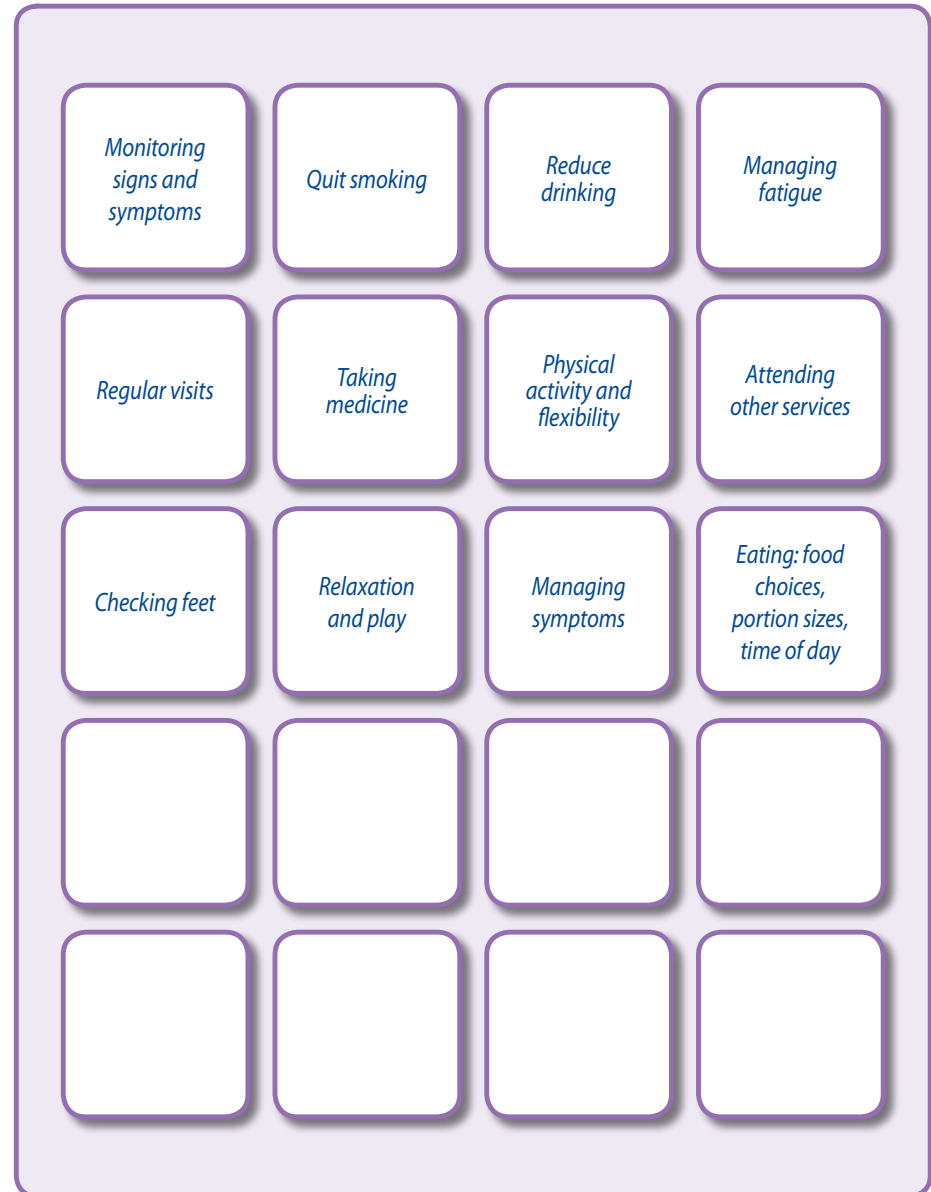 Monitoring
signs and
symptoms
Quit smoking
Reduce
drinking
Managing
fatigue
Regular visits
Taking
medicine
Physical
activity and
flexibility
Attending
other services
Checking feet
Relaxation
and play
Managing
symptoms
Eating: food
choices,
portion sizes,
time of day